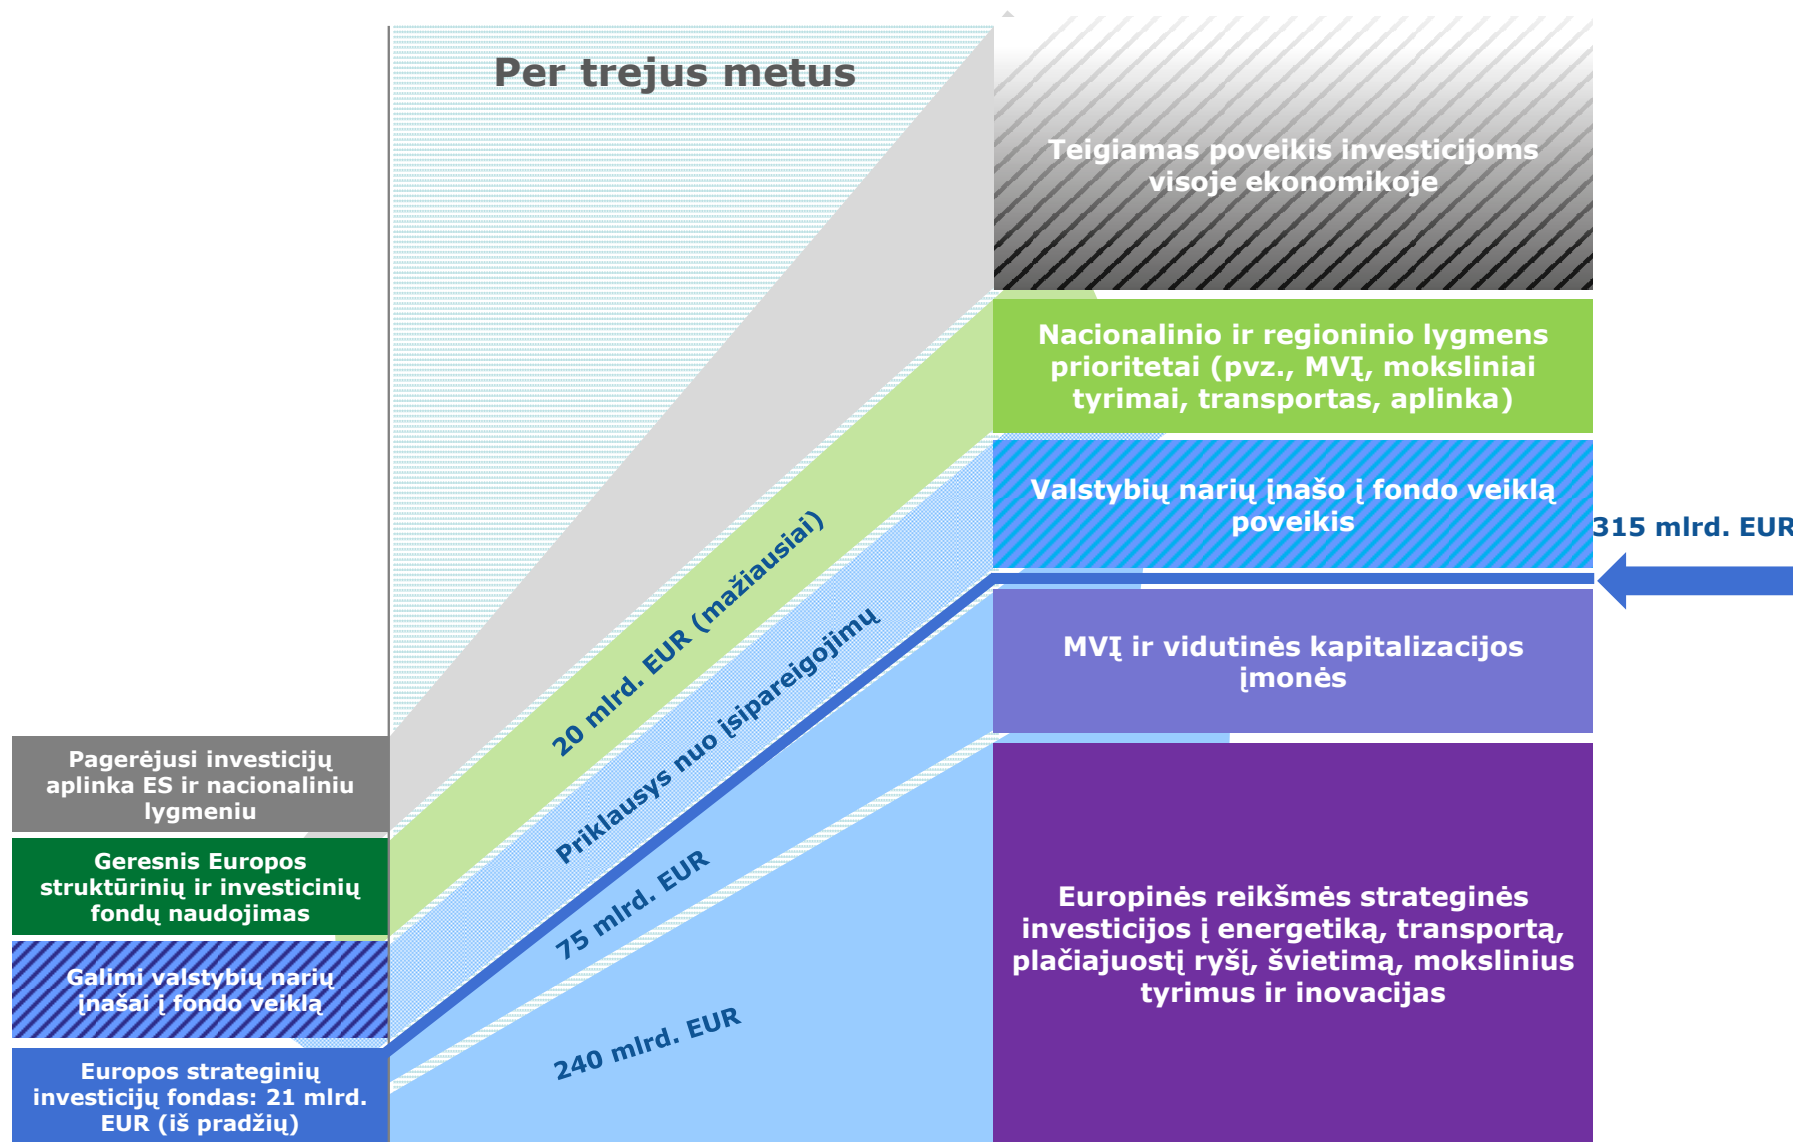 Per trejus metus
Teigiamas poveikis investicijoms
visoje ekonomikoje
Nacionalinio ir regioninio lygmens
prioritetai (pvz., MVĮ, moksliniai
tyrimai, transportas, aplinka)
Valstybių narių įnašo į fondo veiklą
poveikis
315 mlrd. EUR
MVĮ ir vidutinės kapitalizacijos
įmonės
Europinės reikšmės strateginės
investicijos į energetiką, transportą,
plačiajuostį ryšį, švietimą, mokslinius
tyrimus ir inovacijas
20 mlrd. EUR (mažiausiai)
Priklausys nuo įsipareigojimų
75 mlrd. EUR
240 mlrd. EUR
Pagerėjusi investicijų
aplinka ES ir nacionaliniu
lygmeniu
Geresnis Europos
struktūrinių ir investicinių
fondų naudojimas
Galimi valstybių narių
įnašai į fondo veiklą
Europos strateginių
investicijų fondas: 21 mlrd.
EUR (iš pradžių)